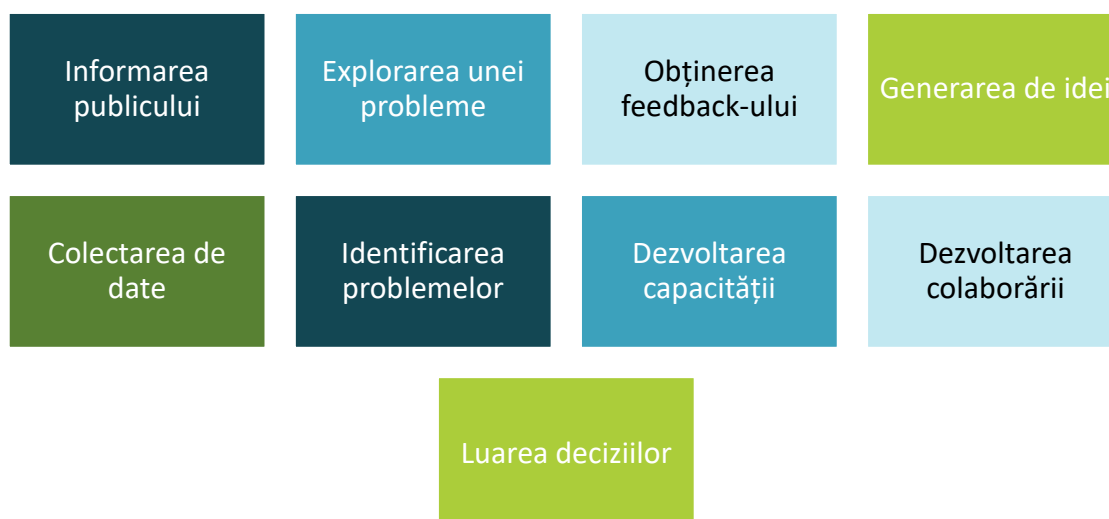 Informarea
publicului
Explorarea unei
probleme
Obținerea
feedback-ului
Generarea de idei
Colectarea de
date
Identificarea
problemelor
Dezvoltarea
capacității
Dezvoltarea
colaborării
Luarea deciziilor